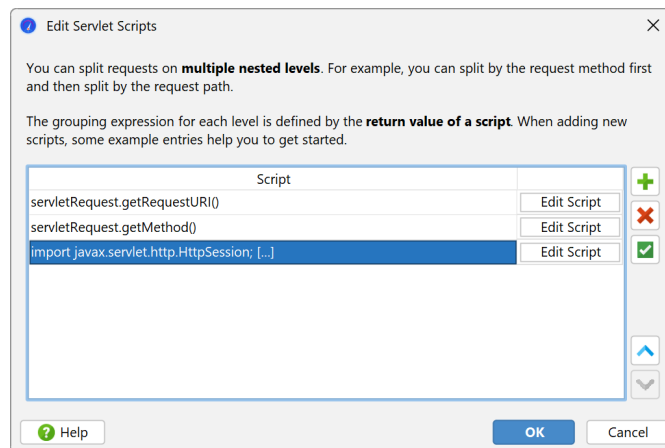 Edit Servlet Scripts
You can split requests on multiple nested levels. For example, you can split by the request method first
and then split by the request path.
The grouping expression for each level is defined by the return value of a script. When adding new
scripts, some example entries help you to get started.
Script
servletRequest.getRequestURI() Edit Script
servletRequest.getMethod() Edit Script
import javax.servlet.http.HttpSession; [...] Edit Script
Help OK Cancel